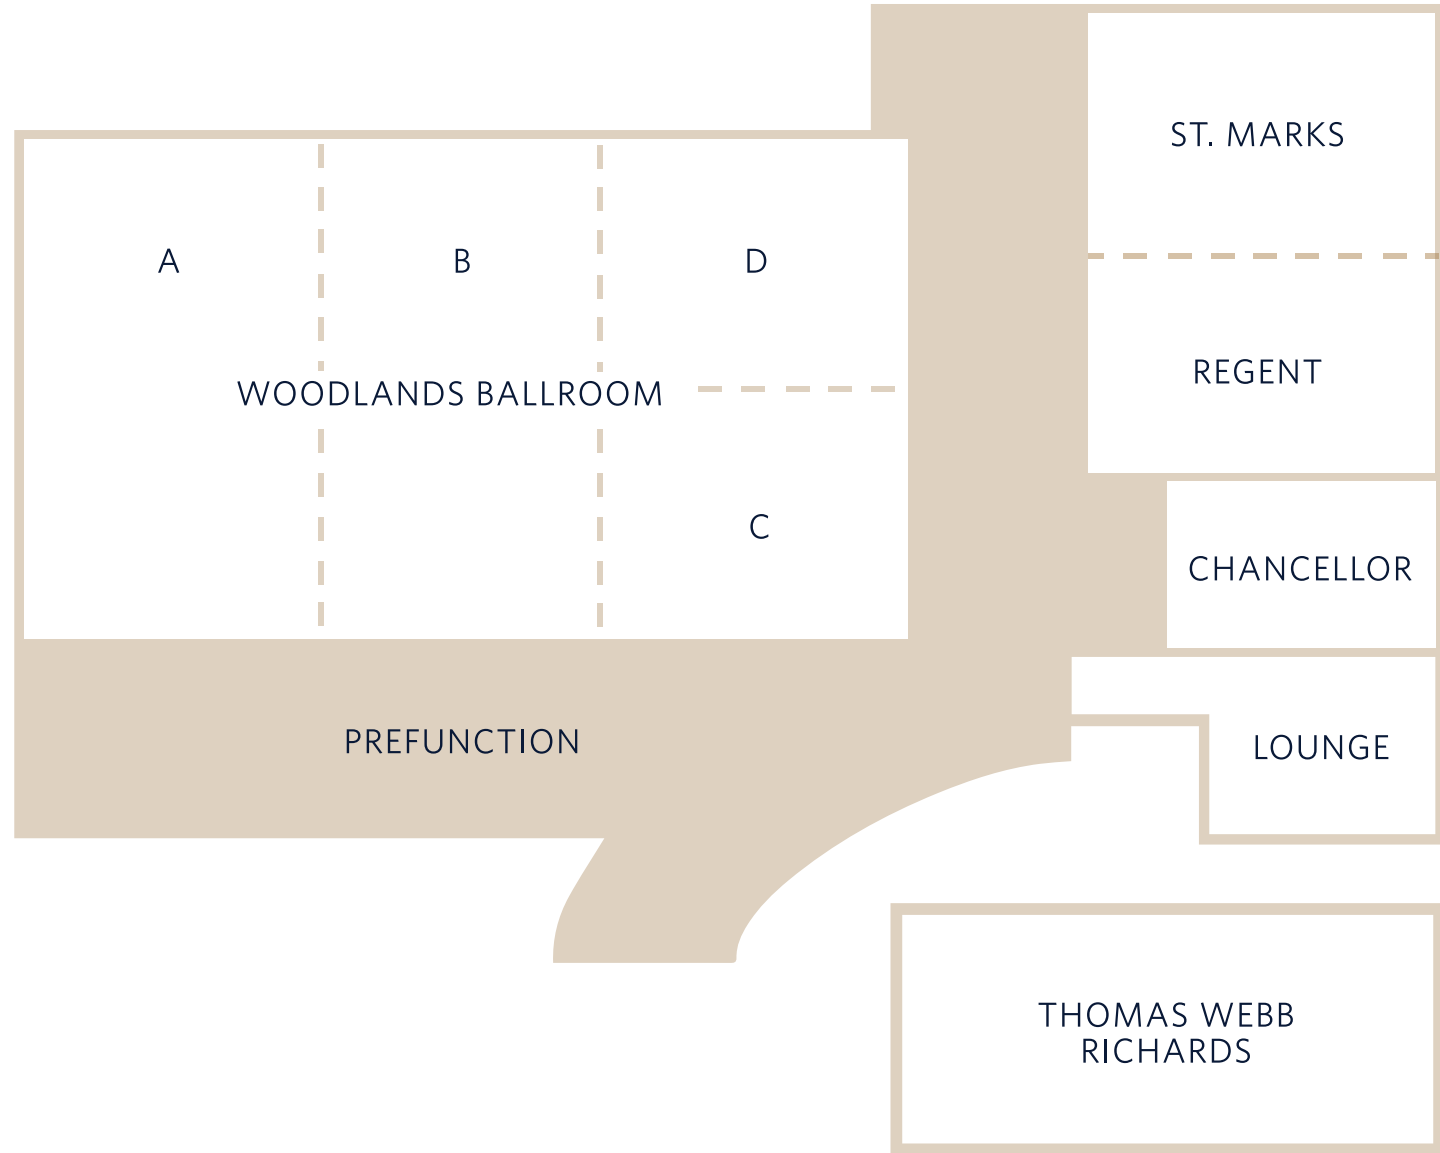 ST. MARKS
A
B
D
REGENT
WOODLANDS BALLROOM
C
CHANCELLOR
PREFUNCTION
LOUNGE
THOMAS WEBB
RICHARDS